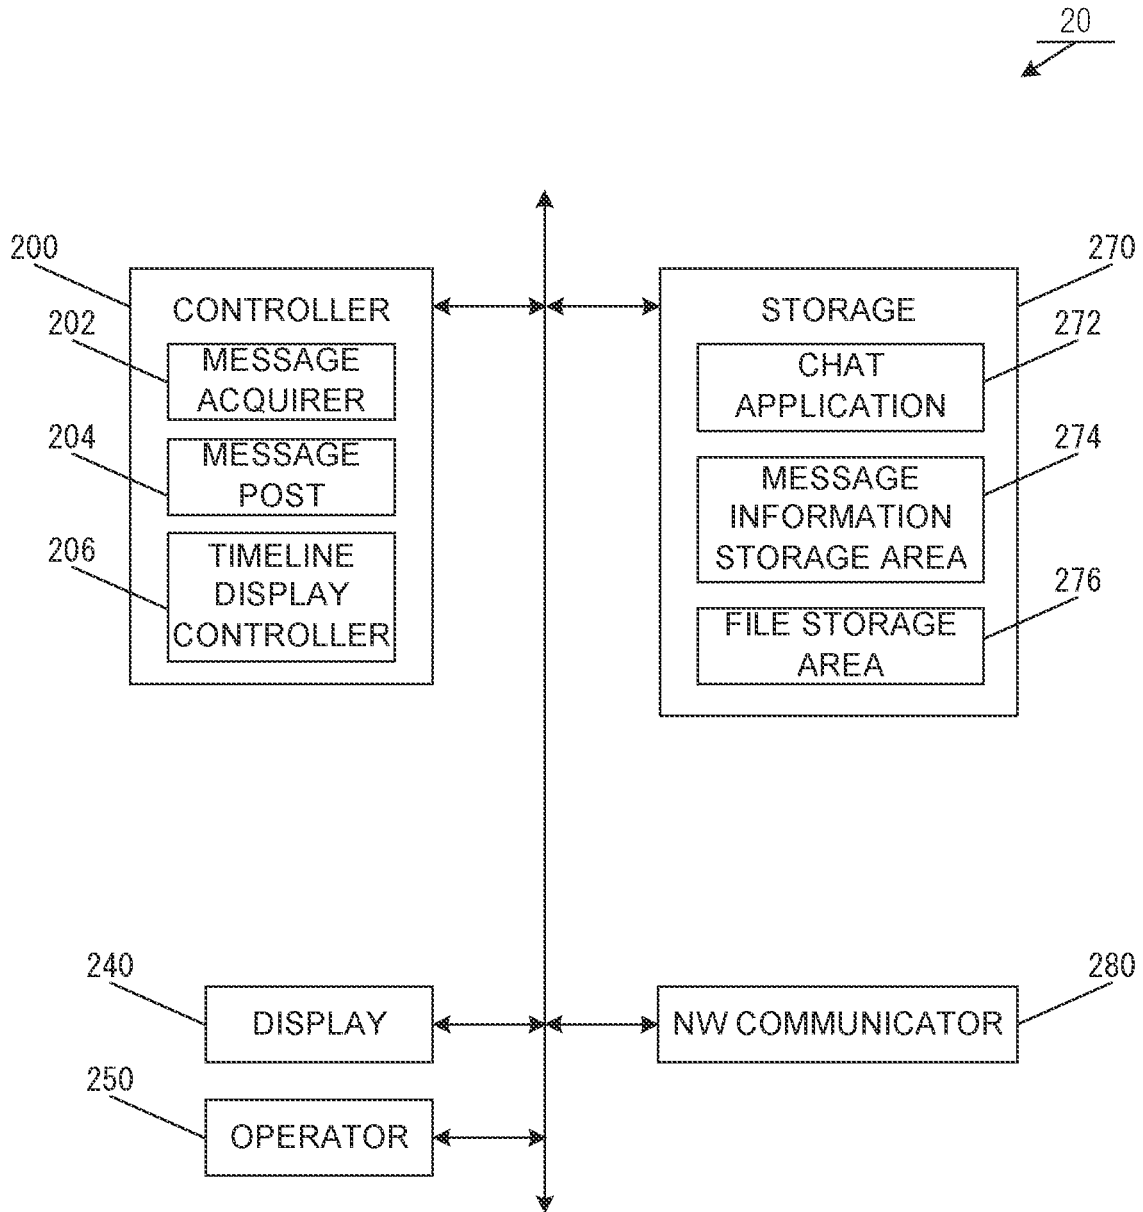 20
200
CONTROLLER
202
MESSAGE
ACQUIRER
204
MESSAGE
POST
206
TIMELINE
DISPLAY
CONTROLLER
270
STORAGE
272
CHAT
APPLICATION
274
MESSAGE
INFORMATION
STORAGE AREA
276
FILE STORAGE
AREA
240
DISPLAY
280
NW COMMUNICATOR
250
OPERATOR